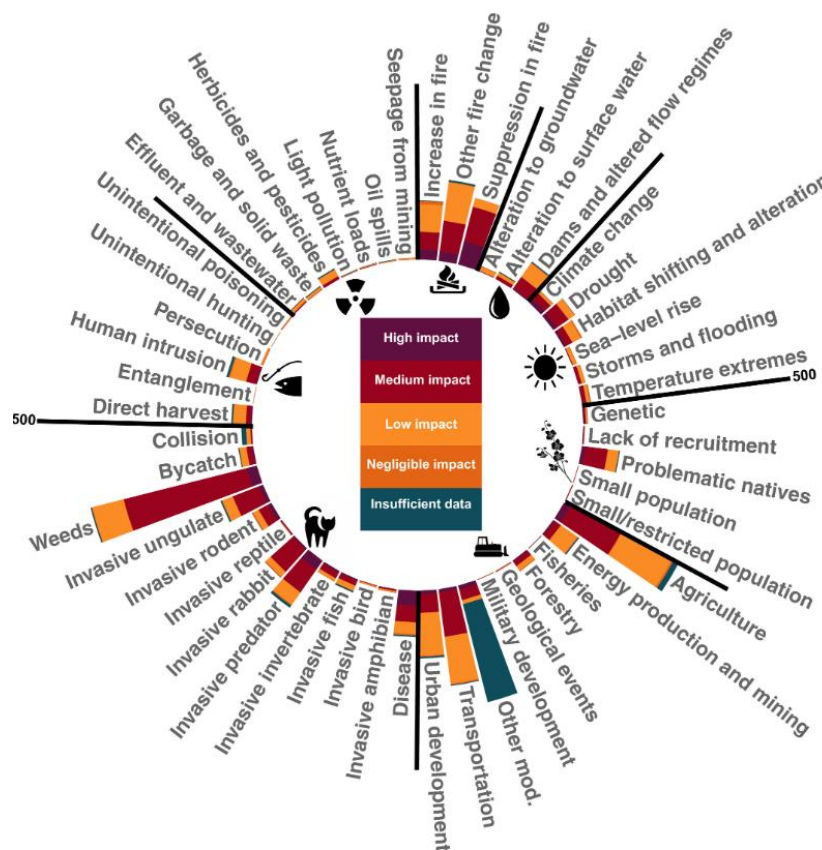 Seepage from mining
Increase in fire
Other fire change
Suppression in fire
Alteration to groundwater
Alteration to surface water
Dams and altered flow regimes
Climate change
Drought
Habitat shifting and alteration
Sea-level rise
Storms and flooding
Temperature extremes
500
Genetic
Lack of recruitment
Problematic natives
Small population
Small/restricted population
Agriculture
Energy production and mining
Fisheries
Forestry
Geological events
Military development
Other mod.
Transportation
Urban development
Disease
Invasive amphibian
Invasive bird
Invasive fish
Invasive invertebrate
Invasive predator
Invasive rabbit
Invasive reptile
Invasive rodent
Invasive ungulate
Weeds
Bycatch
Collision
500
Direct harvest
Entanglement
Human intrusion
Persecution
Unintentional hunting
Unintentional poisoning
Effluent and wastewater
Garbage and solid waste
Herbicides and pesticides
Light pollution
Nutrient loads
Oil spills
High impact
Medium impact
Low impact
Negligible impact
Insufficient data